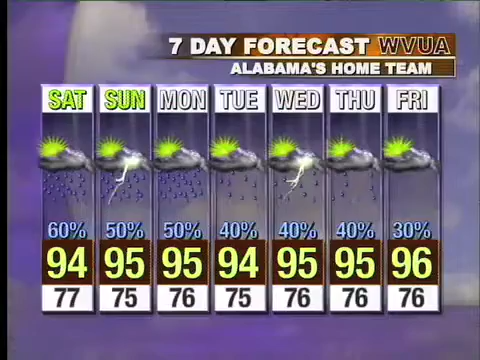 7 DAY FORECAST WVUA
ALABAMA'S HOME TEAM
SAT SUN MON TUE WED THU FRI
60% 50% 50% 40% 40% 40% 30%
94 95 95 94 95 95 96
77 75 76 75 76 76 76